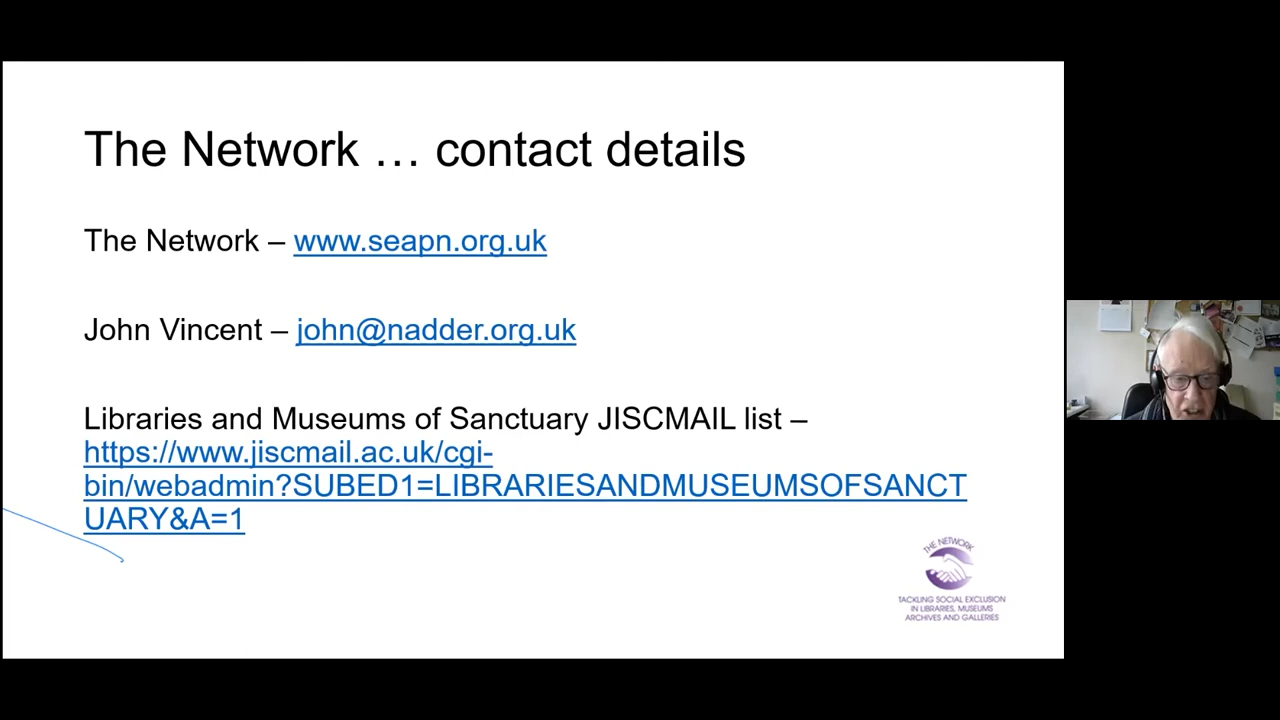 The Network … contact details
The Network – www.seapn.org.uk
John Vincent – john@nadder.org.uk
Libraries and Museums of Sanctuary JISCMAIL list –
https://www.jiscmail.ac.uk/cgi-
bin/webadmin?SUBED1=LIBRARIESANDMUSEUMSOFSANCT
UARY&A=1
THE NETWORK
TACKLING SOCIAL EXCLUSION
IN LIBRARIES, MUSEUMS
ARCHIVES AND GALLERIES